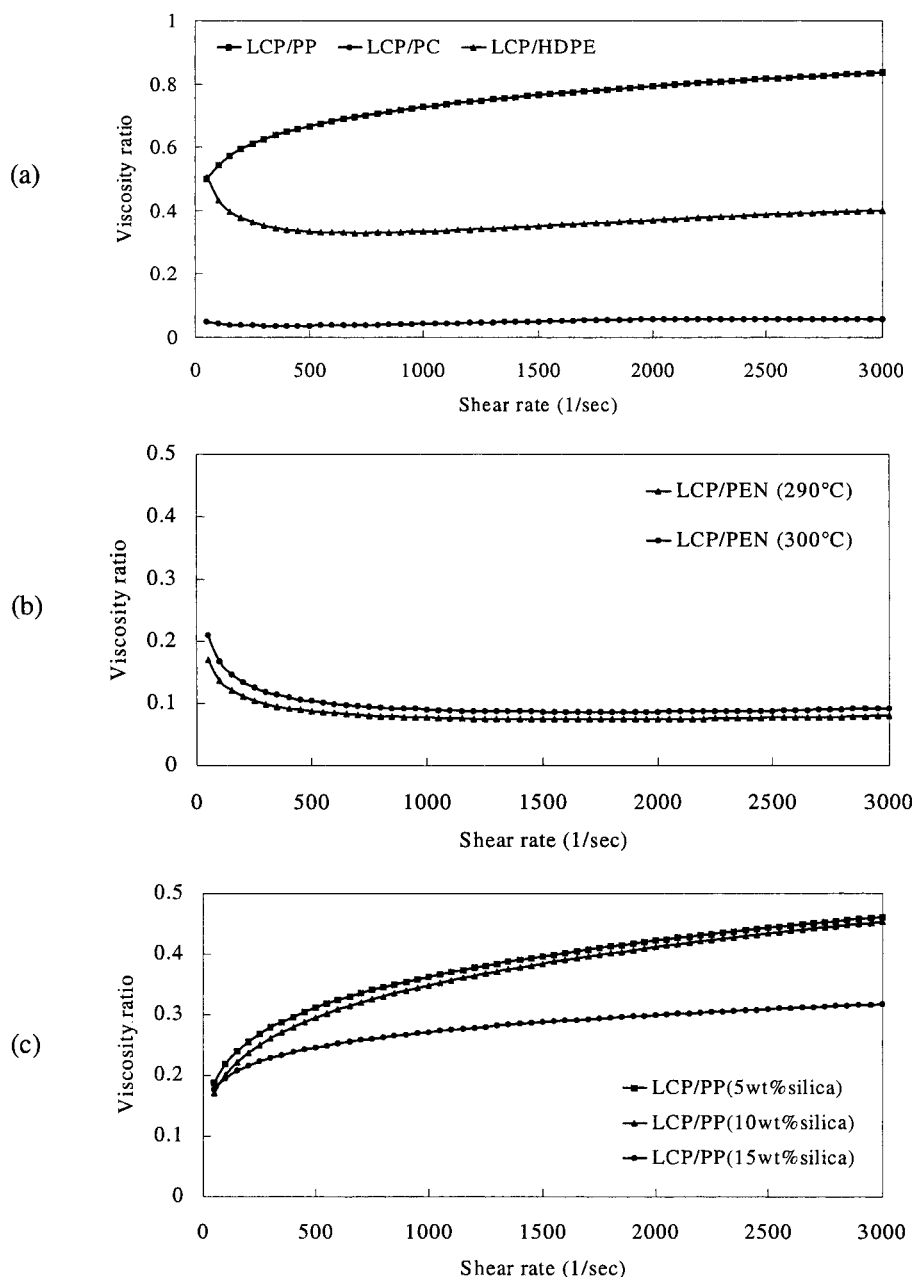 (a)
1
0.8
0.6
0.4
0.2
0
Viscosity ratio
LCP/PP LCP/PC LCP/HDPE
0 500 1000 1500 2000 2500 3000
Shear rate (1/sec)
(b)
0.5
0.4
0.3
0.2
0.1
0
Viscosity ratio
LCP/PEN (290°C)
LCP/PEN (300°C)
0 500 1000 1500 2000 2500 3000
Shear rate (1/sec)
(c)
0.5
0.4
0.3
0.2
0.1
0
Viscosity ratio
LCP/PP(5wt%silica)
LCP/PP(10wt%silica)
LCP/PP(15wt%silica)
0 500 1000 1500 2000 2500 3000
Shear rate (1/sec)